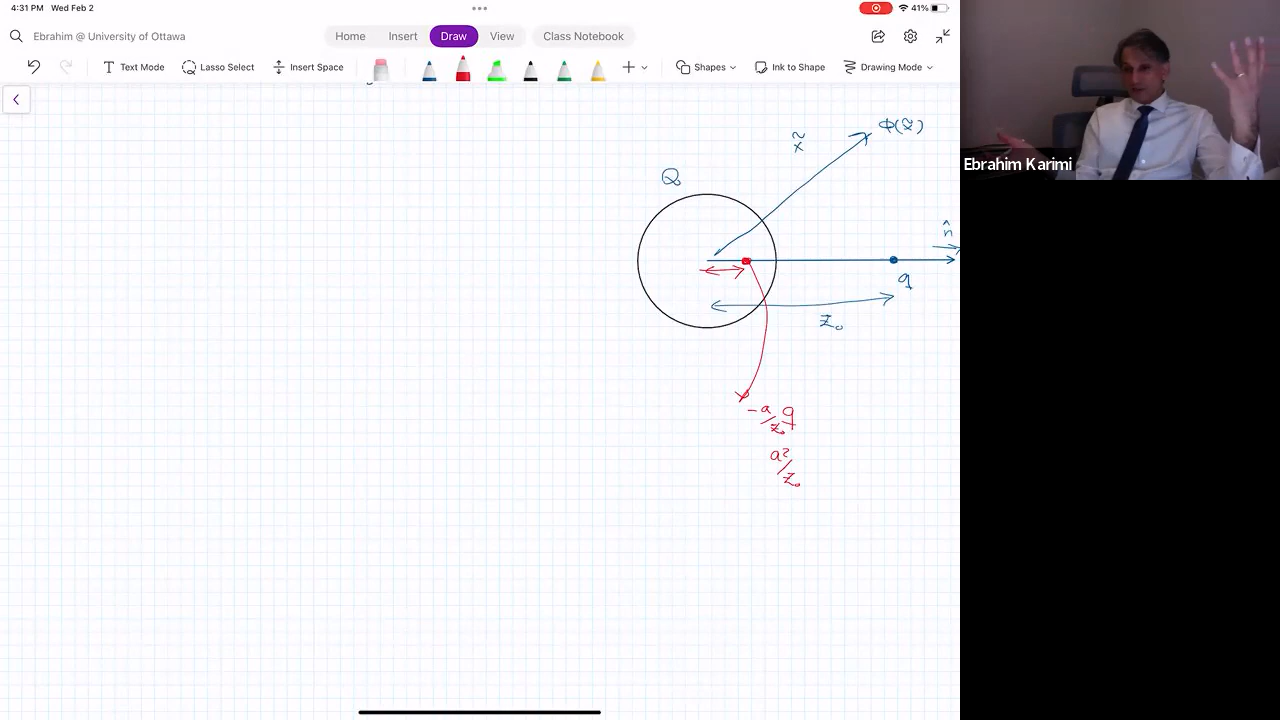 4:31 PM Wed Feb 2
41%
Ebrahim @ University of Ottawa
Home Insert Draw View Class Notebook
Text Mode Lasso Select Insert Space Shapes Ink to Shape Drawing Mode
Φ(x̃)
x̃
Q
n̂
q
z₀
-a/z₀ q
a²/z₀
Ebrahim Karimi